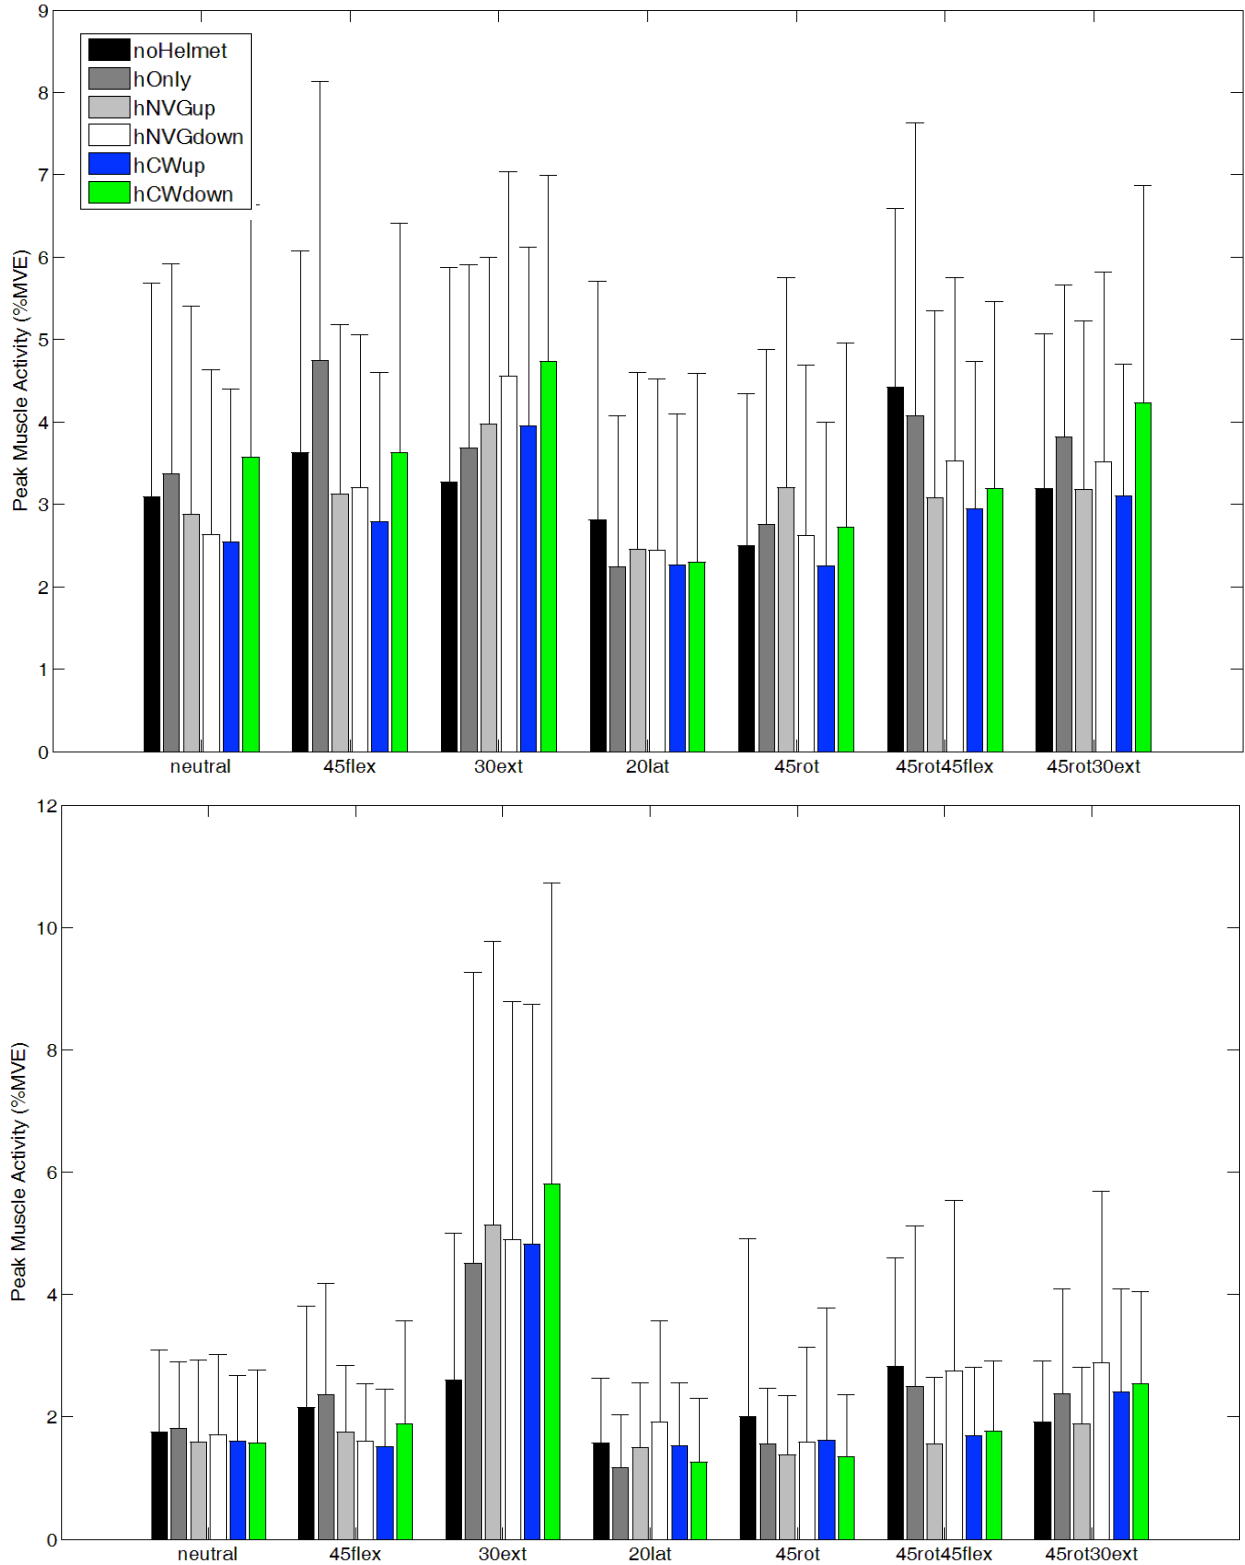 9
8
7
6
5
4
3
2
1
0
Peak Muscle Activity (%MVE)
noHelmet
hOnly
hNVGup
hNVGdown
hCWup
hCWdown
neutral 45flex 30ext 20lat 45rot 45rot45flex 45rot30ext
12
10
8
6
4
2
0
Peak Muscle Activity (%MVE)
neutral 45flex 30ext 20lat 45rot 45rot45flex 45rot30ext